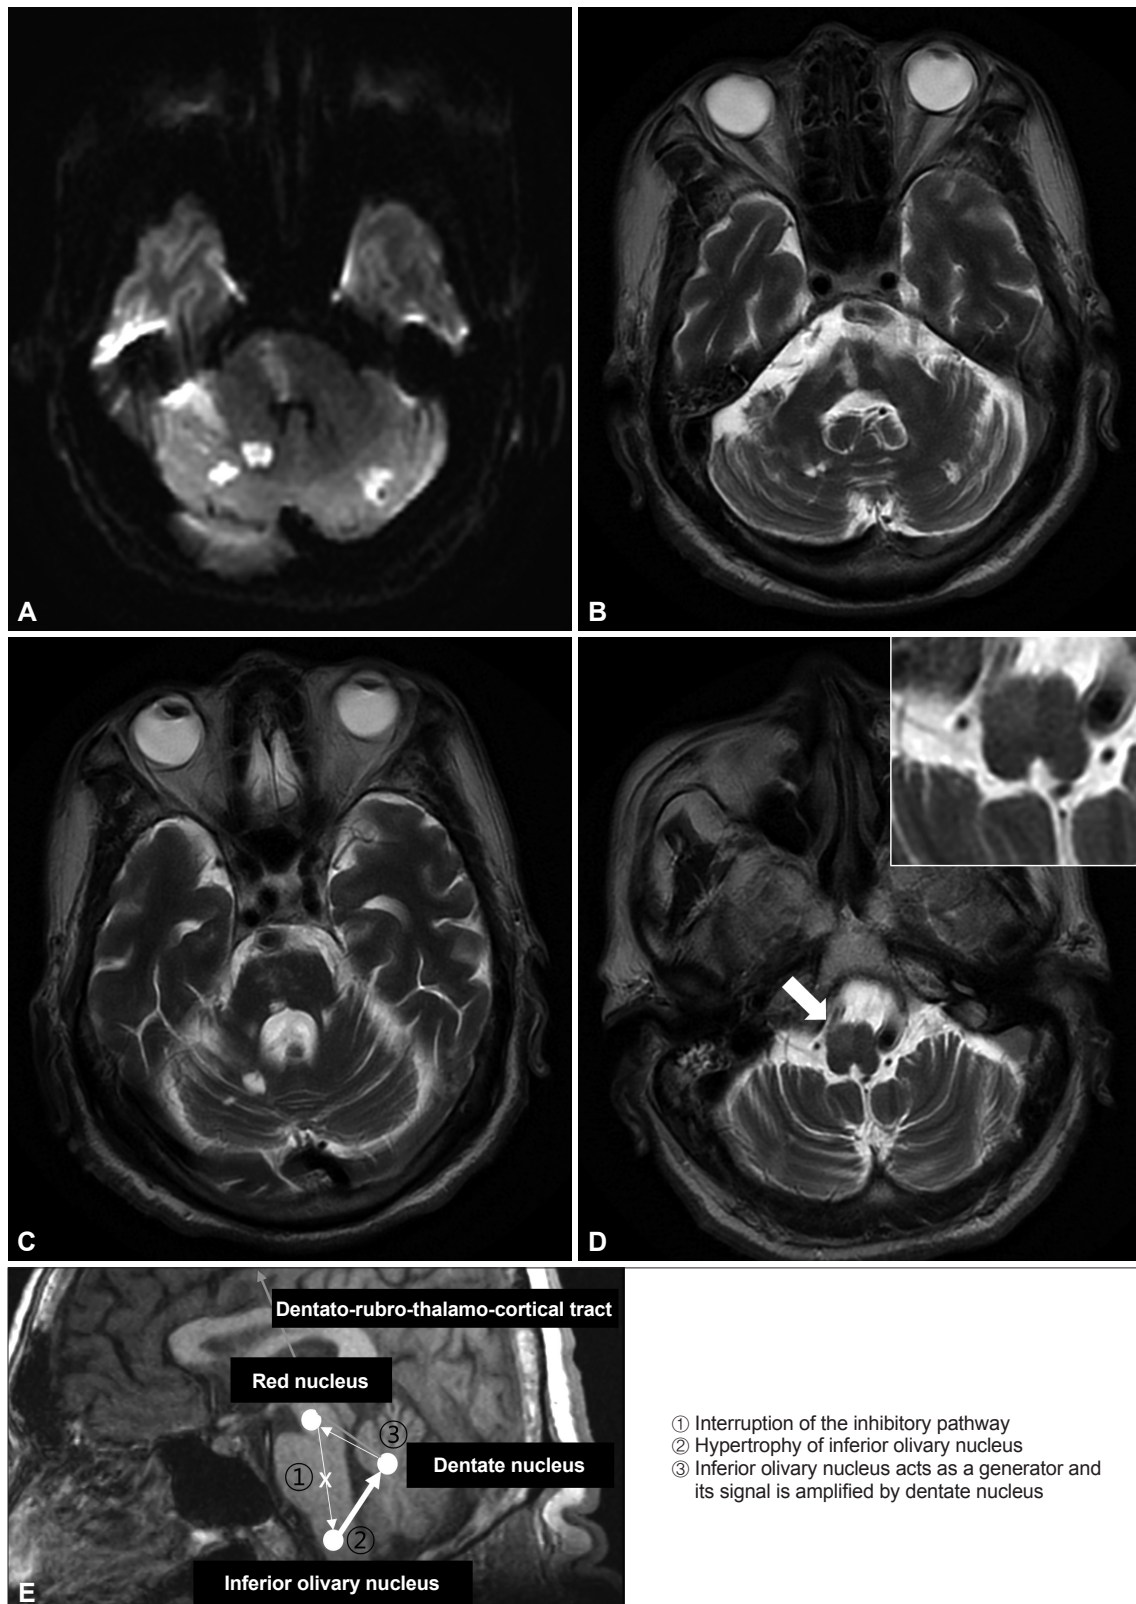 A
B
C
D
Dentato-rubro-thalamo-cortical tract
Red nucleus
③
Dentate nucleus
①
X
②
Inferior olivary nucleus
E
① Interruption of the inhibitory pathway
② Hypertrophy of inferior olivary nucleus
③ Inferior olivary nucleus acts as a generator and
its signal is amplified by dentate nucleus